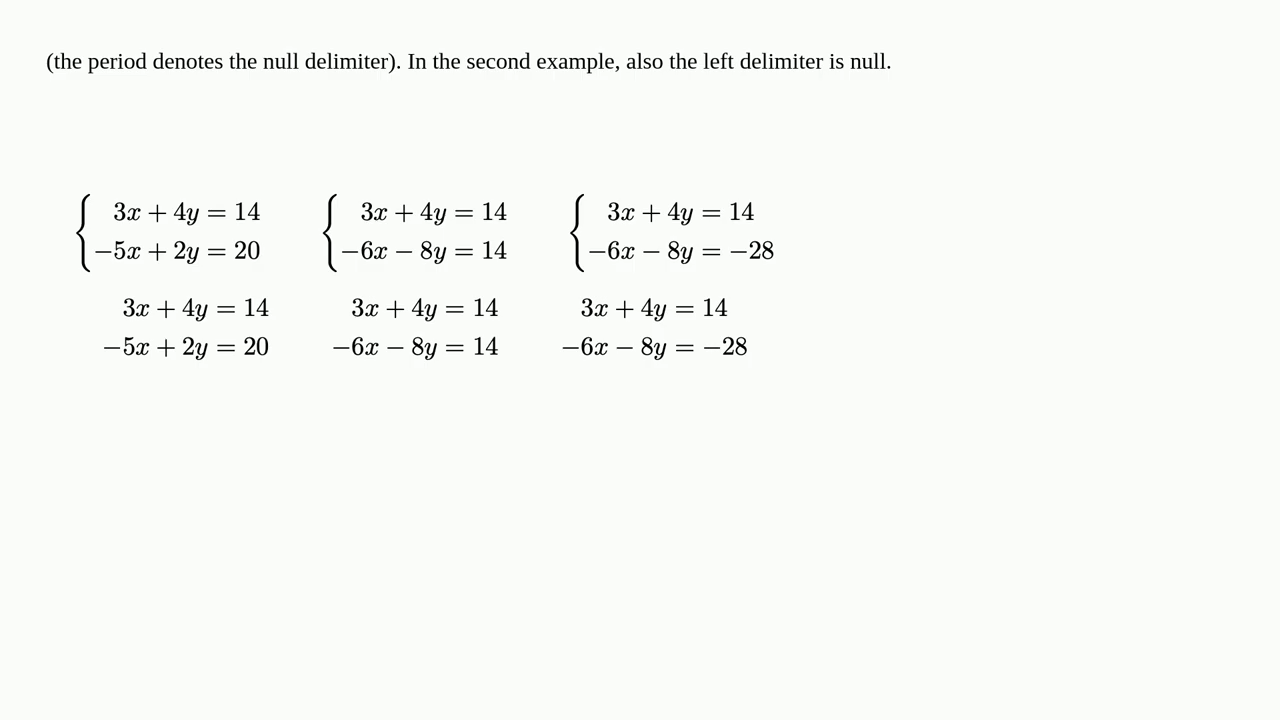 (the period denotes the null delimiter). In the second example, also the left delimiter is null.
{ 3x + 4y = 14 { 3x + 4y = 14 { 3x + 4y = 14
−5x + 2y = 20 −6x − 8y = 14 −6x − 8y = −28
3x + 4y = 14 3x + 4y = 14 3x + 4y = 14
−5x + 2y = 20 −6x − 8y = 14 −6x − 8y = −28